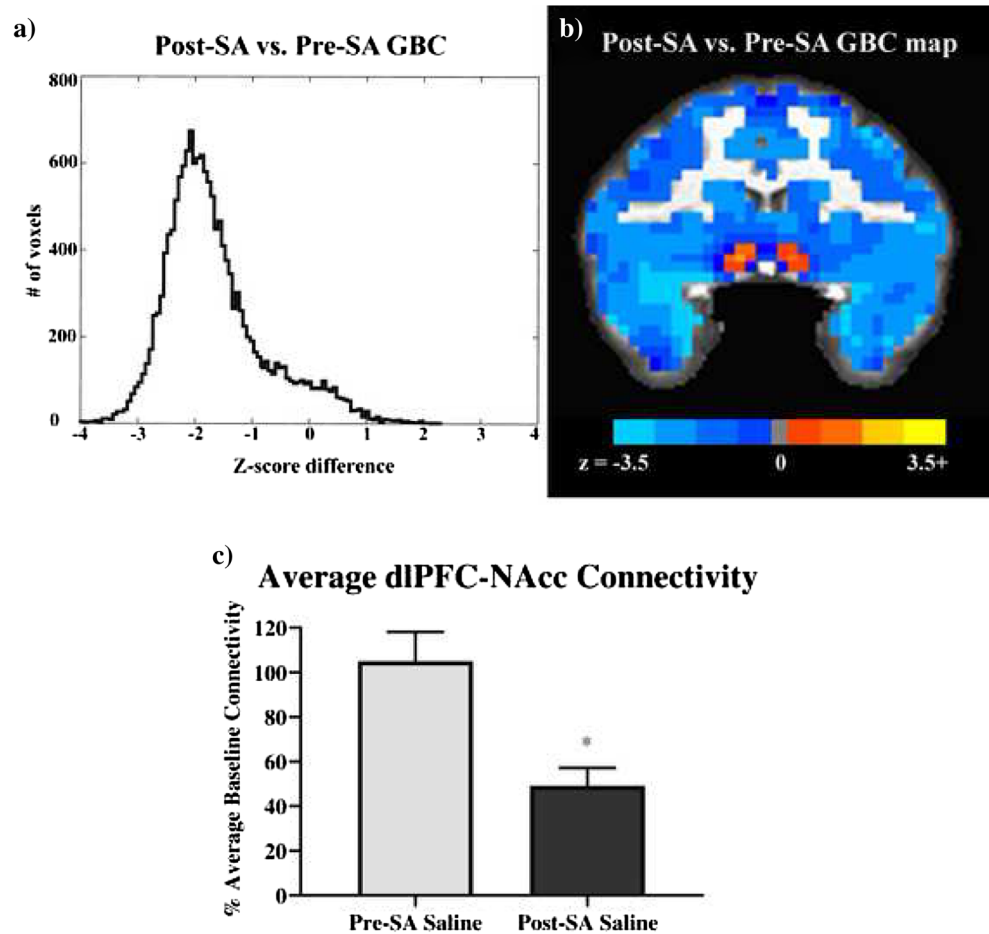 a)
Post-SA vs. Pre-SA GBC
800
600
400
200
0
# of voxels
-4 -3 -2 -1 0 1 2 3 4
Z-score difference
b)
Post-SA vs. Pre-SA GBC map
z = -3.5 0 3.5+
c)
Average dlPFC-NAcc Connectivity
% Average Baseline Connectivity
120
100
80
60
40
20
0
*
Pre-SA Saline Post-SA Saline